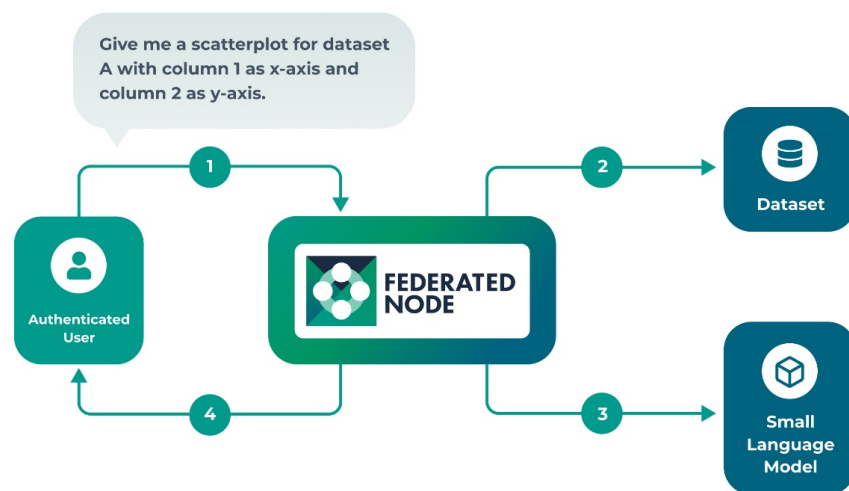 Give me a scatterplot for dataset
A with column 1 as x-axis and
column 2 as y-axis.
1
2
Dataset
FEDERATED
NODE
Authenticated
User
4
3
Small
Language
Model